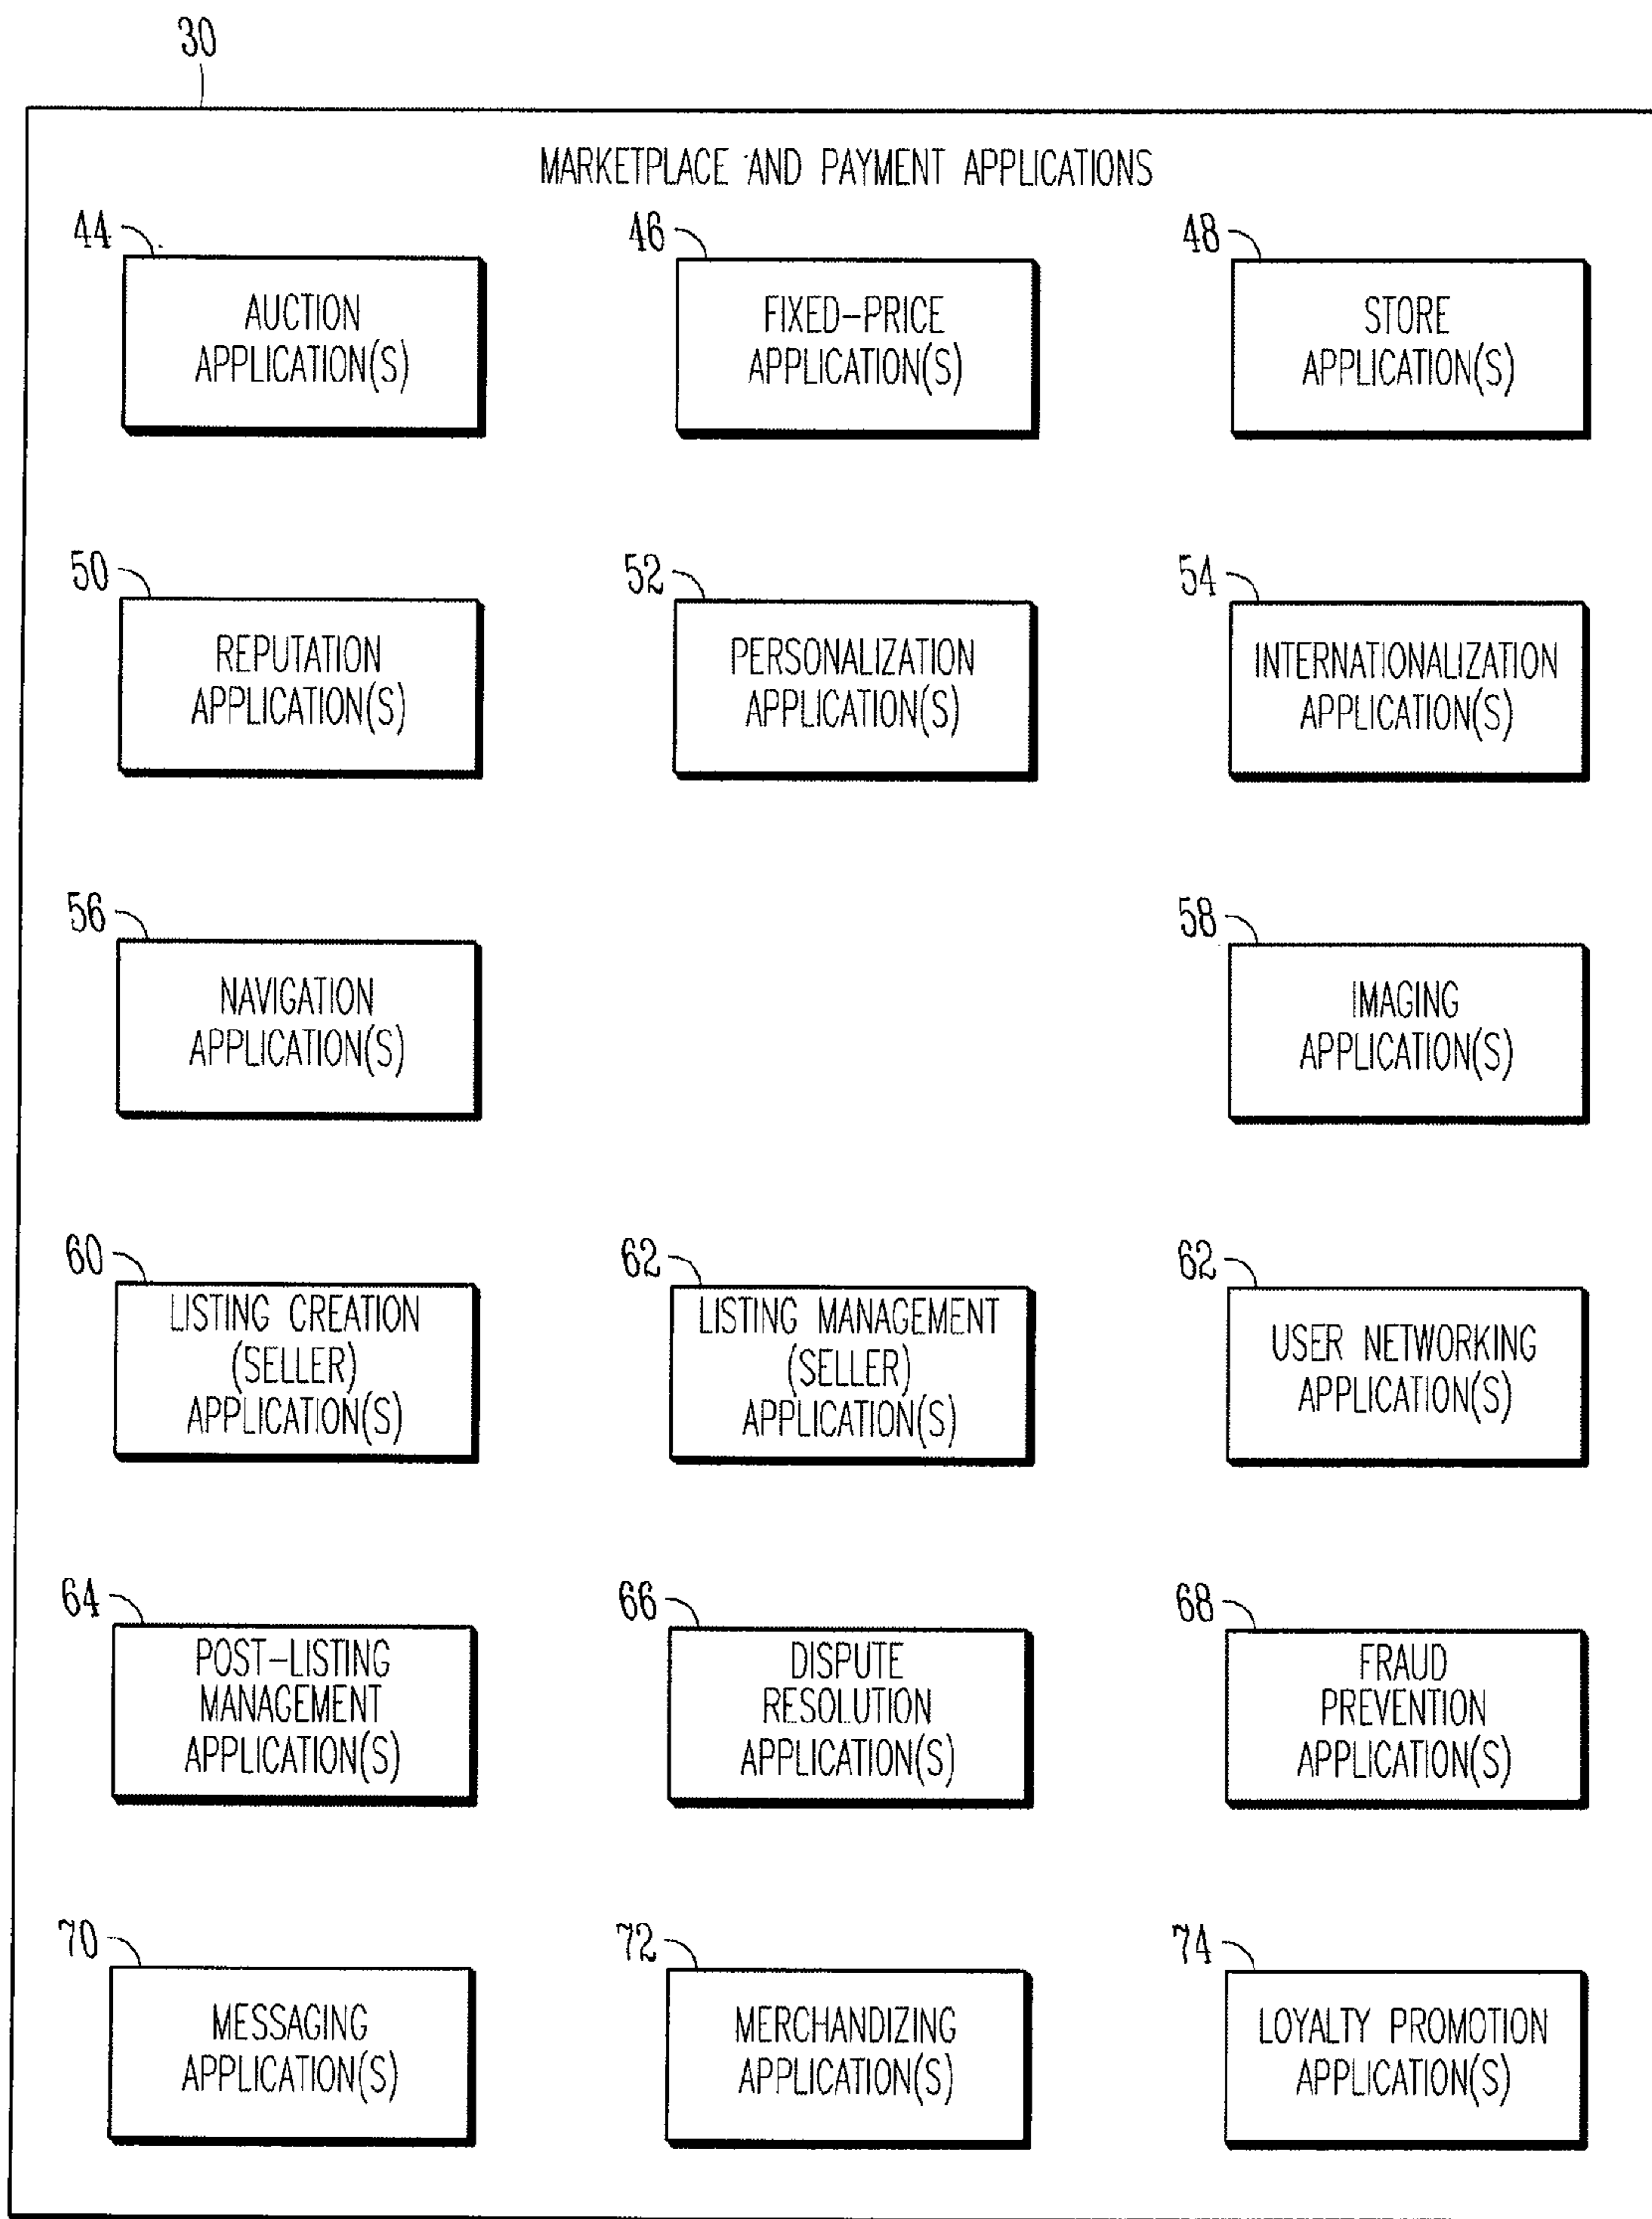 30
MARKETPLACE AND PAYMENT APPLICATIONS
44
AUCTION
APPLICATION(S)
46
FIXED-PRICE
APPLICATION(S)
48
STORE
APPLICATION(S)
50
REPUTATION
APPLICATION(S)
52
PERSONALIZATION
APPLICATION(S)
54
INTERNATIONALIZATION
APPLICATION(S)
56
NAVIGATION
APPLICATION(S)
58
IMAGING
APPLICATION(S)
60
LISTING CREATION
(SELLER)
APPLICATION(S)
62
LISTING MANAGEMENT
(SELLER)
APPLICATION(S)
62
USER NETWORKING
APPLICATION(S)
64
POST-LISTING
MANAGEMENT
APPLICATION(S)
66
DISPUTE
RESOLUTION
APPLICATION(S)
68
FRAUD
PREVENTION
APPLICATION(S)
70
MESSAGING
APPLICATION(S)
72
MERCHANDIZING
APPLICATION(S)
74
LOYALTY PROMOTION
APPLICATION(S)